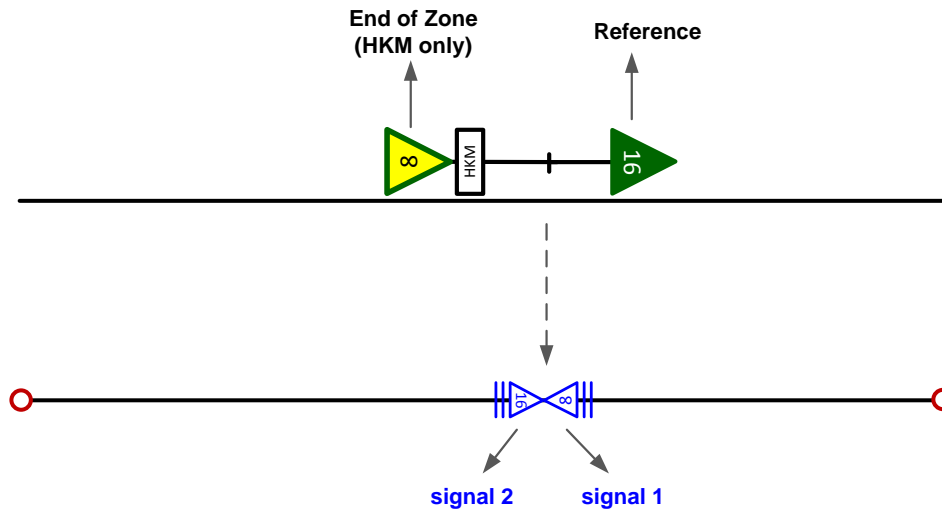 End of Zone
(HKM only)
Reference
8
HKM
16
16
8
signal 2
signal 1